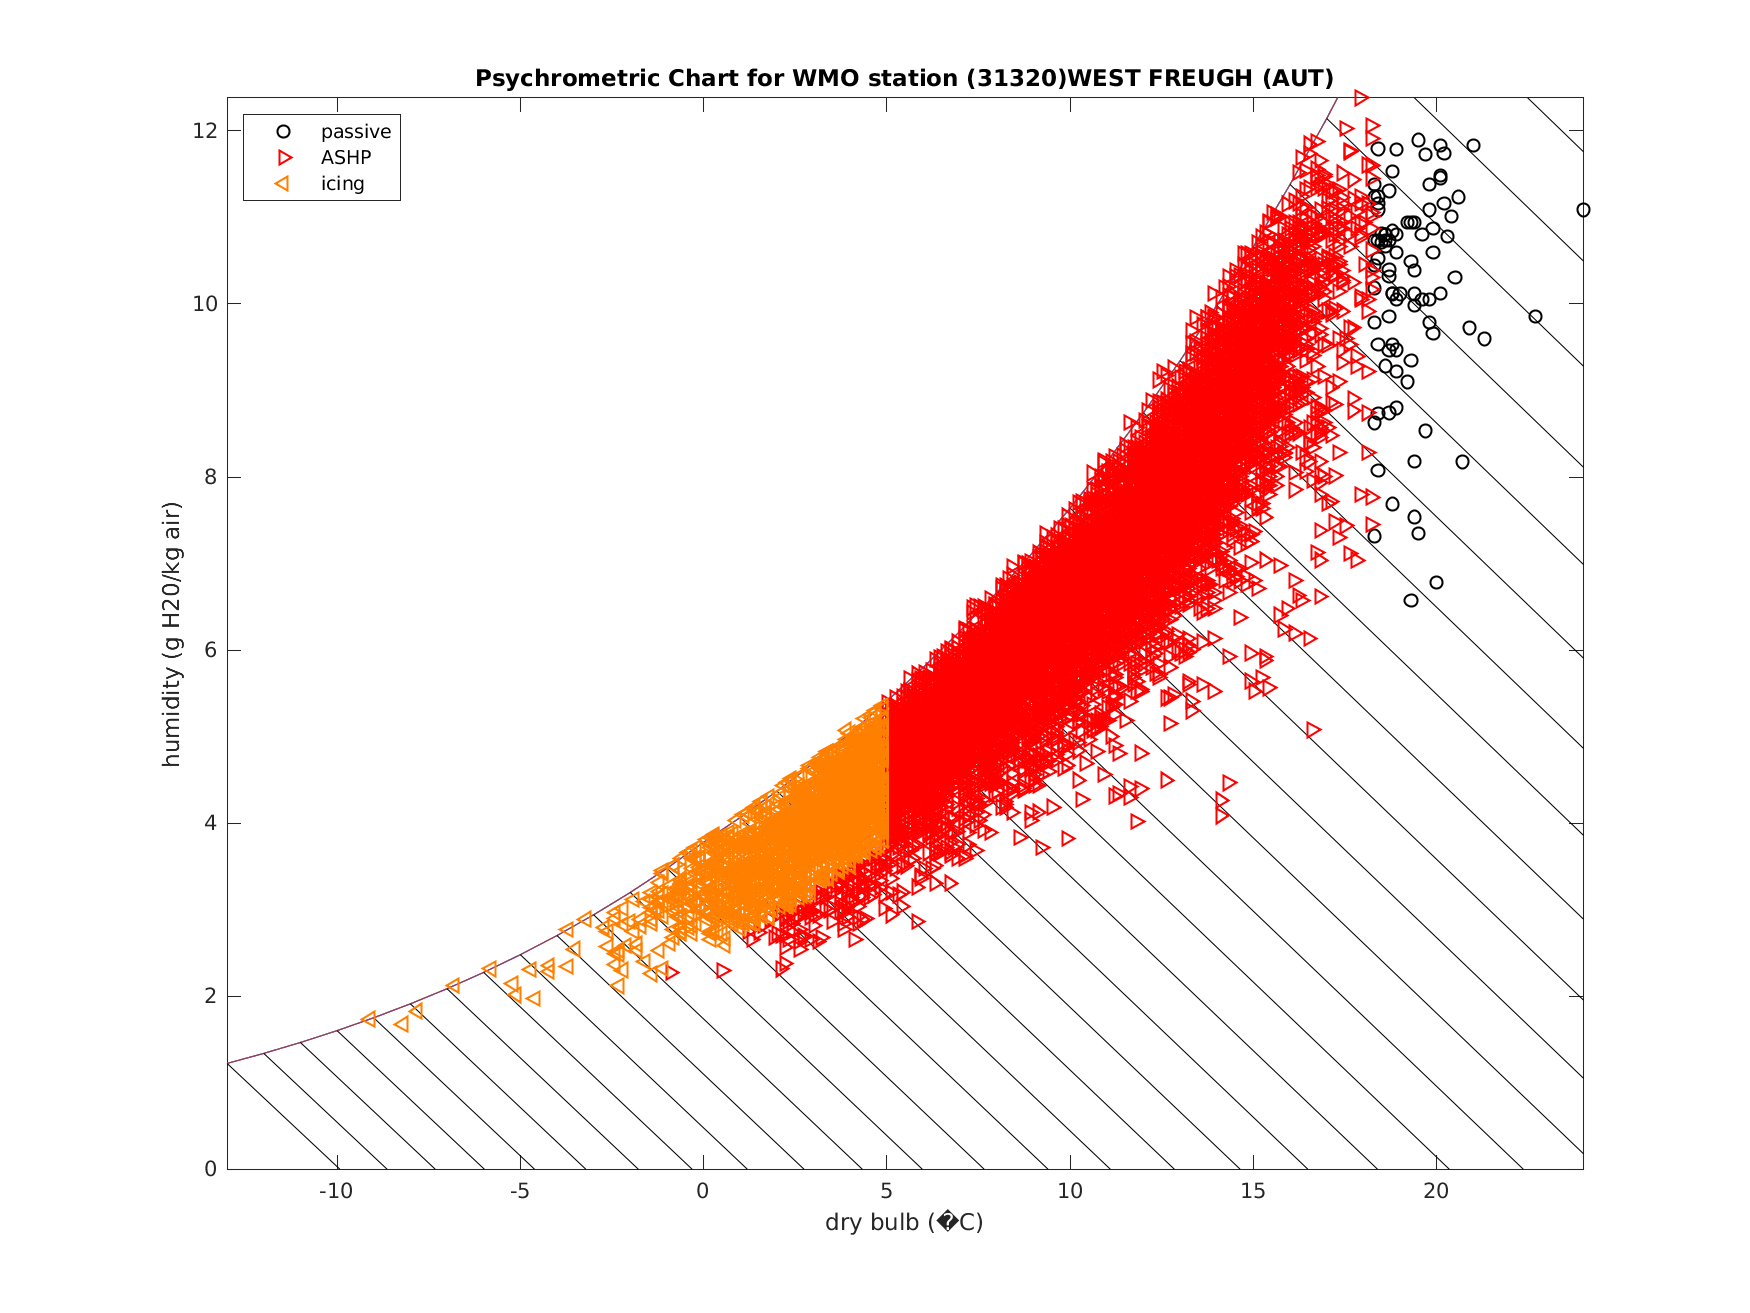 Psychrometric Chart for WMO station (31320)WEST FREUGH (AUT)
passive
ASHP
icing
12
10
8
6
4
2
0
humidity (g H20/kg air)
-10 -5 0 5 10 15 20
dry bulb (�C)